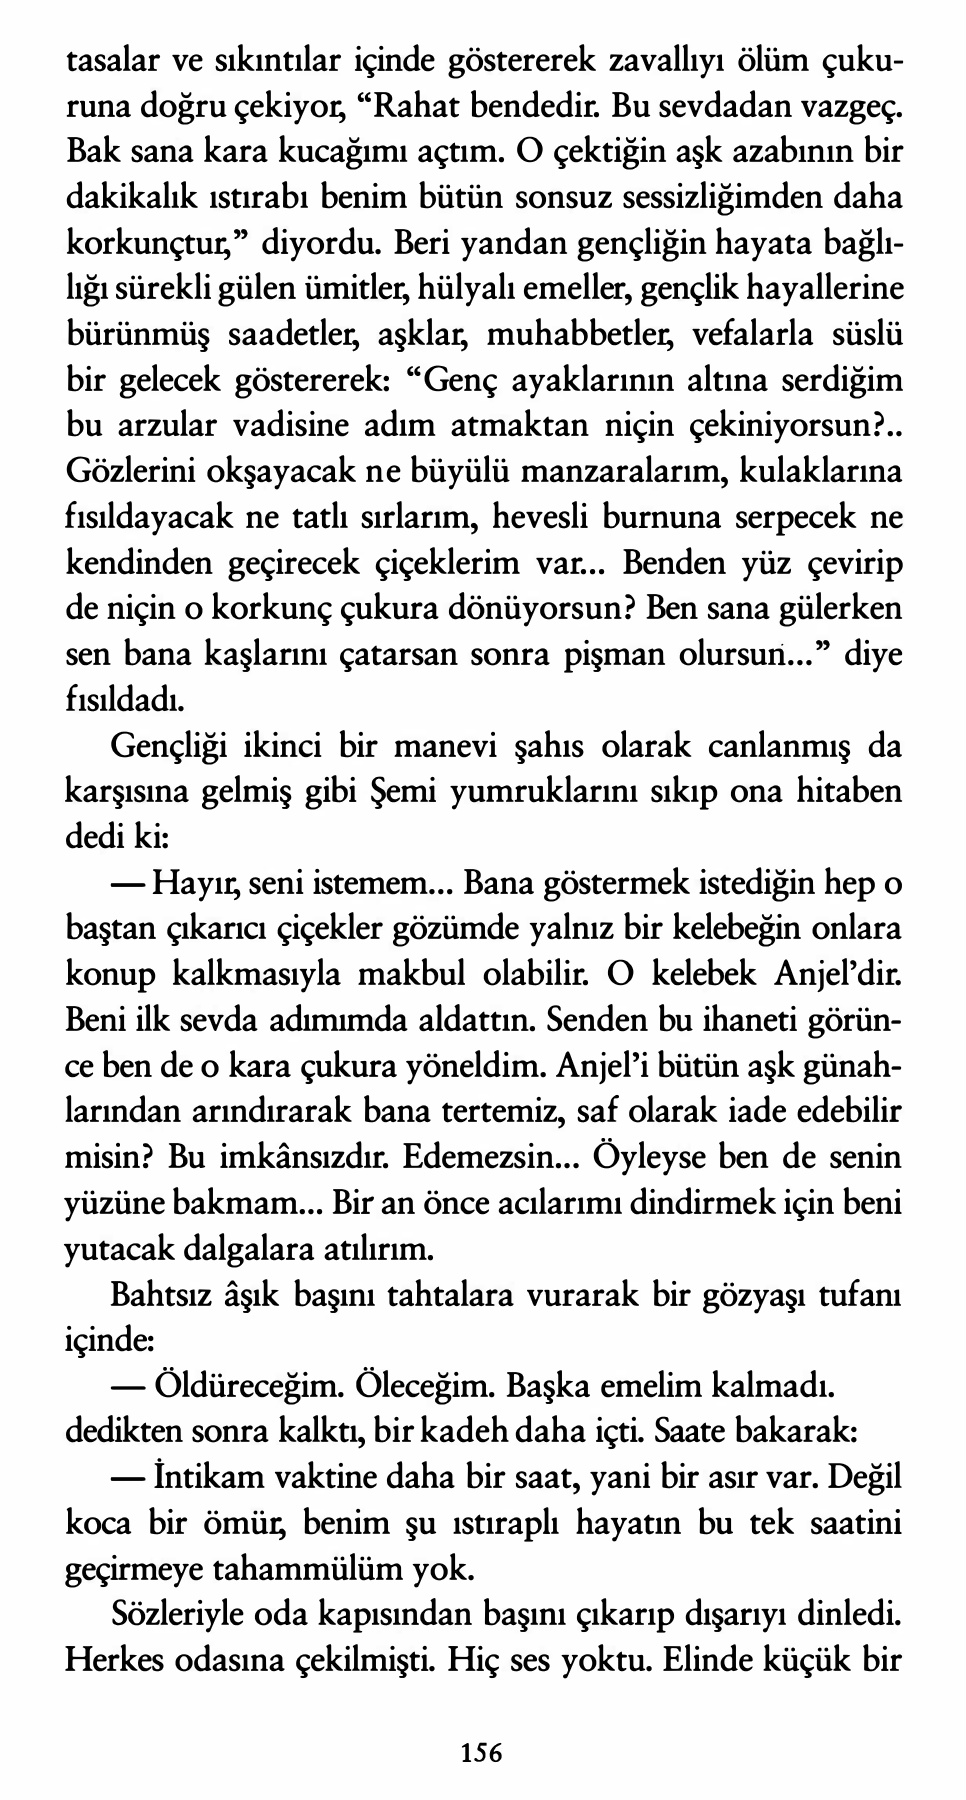 tasalar ve sıkıntılar içinde göstererek zavallıyı ölüm çuku-
runa doğru çekiyor, “Rahat bendedir. Bu sevdadan vazgeç.
Bak sana kara kucağımı açtım. O çektiğin aşk azabının bir
dakikalık ıstırabı benim bütün sonsuz sessizliğimden daha
korkunçtur,” diyordu. Beri yandan gençliğin hayata bağlı-
lığı sürekli gülen ümitler, hülyalı emeller, gençlik hayallerine
bürünmüş saadetler, aşklar, muhabbetler, vefalarla süslü
bir gelecek göstererek: “Genç ayaklarının altına serdiğim
bu arzular vadisine adım atmaktan niçin çekiniyorsun?..
Gözlerini okşayacak ne büyülü manzaralarım, kulaklarına
fısıldayacak ne tatlı sırlarım, hevesli burnuna serpecek ne
kendinden geçirecek çiçeklerim var... Benden yüz çevirip
de niçin o korkunç çukura dönüyorsun? Ben sana gülerken
sen bana kaşlarını çatarsan sonra pişman olursun...” diye
fısıldadı.
Gençliği ikinci bir manevi şahıs olarak canlanmış da
karşısına gelmiş gibi Şemi yumruklarını sıkıp ona hitaben
dedi ki:
— Hayır, seni istemem... Bana göstermek istediğin hep o
baştan çıkarıcı çiçekler gözümde yalnız bir kelebeğin onlara
konup kalkmasıyla makbul olabilir. O kelebek Anjel’dir.
Beni ilk sevda adımımda aldattın. Senden bu ihaneti görün-
ce ben de o kara çukura yöneldim. Anjel’i bütün aşk günah-
larından arındırarak bana tertemiz, saf olarak iade edebilir
misin? Bu imkânsızdır. Edemezsin... Öyleyse ben de senin
yüzüne bakmam... Bir an önce acılarımı dindirmek için beni
yutacak dalgalara atılırım.
Bahtsız âşık başını tahtalara vurarak bir gözyaşı tufanı
içinde:
— Öldüreceğim. Öleceğim. Başka emelim kalmadı.
dedikten sonra kalktı, bir kadeh daha içti. Saate bakarak:
— İntikam vaktine daha bir saat, yani bir asır var. Değil
koca bir ömür, benim şu ıstıraplı hayatın bu tek saatini
geçirmeye tahammülüm yok.
Sözleriyle oda kapısından başını çıkarıp dışarıyı dinledi.
Herkes odasına çekilmişti. Hiç ses yoktu. Elinde küçük bir
156